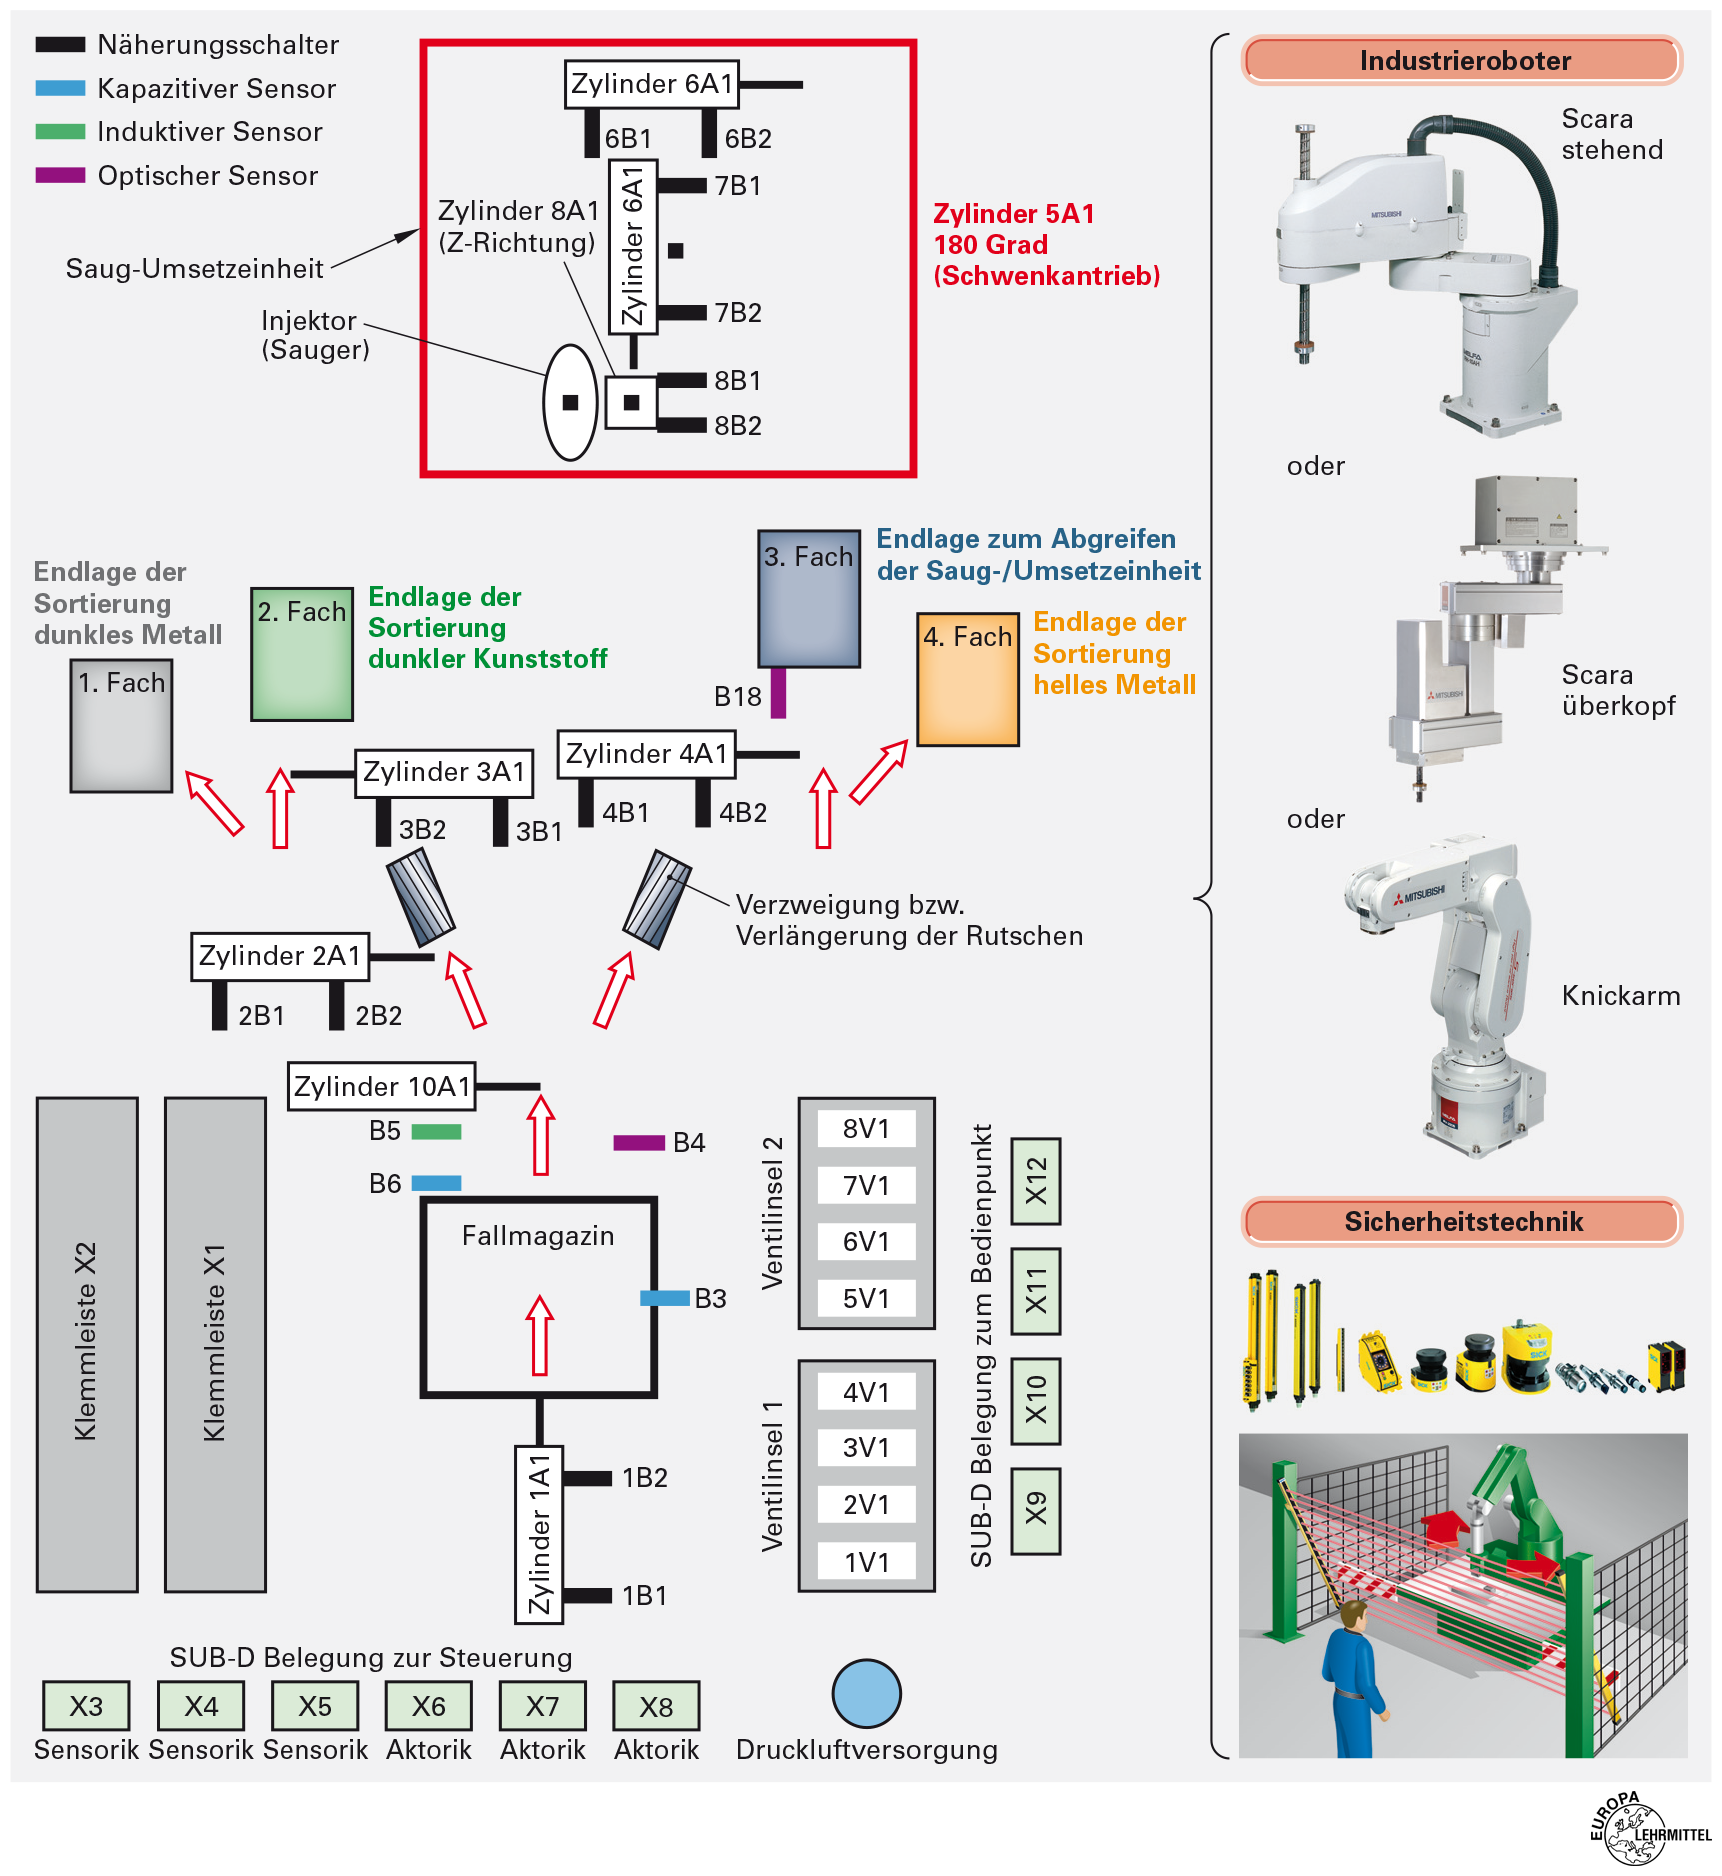 Näherungsschalter
Kapazitiver Sensor
Induktiver Sensor
Optischer Sensor
Zylinder 6A1
6B1
6B2
Zylinder 6A1
7B1
7B2
Zylinder 8A1
(Z-Richtung)
Saug-Umsetzeinheit
Injektor
(Sauger)
8B1
8B2
Zylinder 5A1
180 Grad
(Schwenkantrieb)
Endlage der
Sortierung
dunkles Metall
1. Fach
2. Fach
Endlage der
Sortierung
dunkler Kunststoff
3. Fach
Endlage zum Abgreifen
der Saug-/Umsetzeinheit
B18
4. Fach
Endlage der
Sortierung
helles Metall
Zylinder 3A1
3B2
3B1
Zylinder 4A1
4B1
4B2
Verzweigung bzw.
Verlängerung der Rutschen
Zylinder 2A1
2B1
2B2
Zylinder 10A1
B5
B6
B4
Fallmagazin
B3
Zylinder 1A1
1B2
1B1
Klemmleiste X2
Klemmleiste X1
Ventilinsel 2
8V1
7V1
6V1
5V1
Ventilinsel 1
4V1
3V1
2V1
1V1
SUB-D Belegung zum Bedienpunkt
X12
X11
X10
X9
SUB-D Belegung zur Steuerung
X3
X4
X5
X6
X7
X8
Sensorik
Sensorik
Sensorik
Aktorik
Aktorik
Aktorik
Druckluftversorgung
Industrieroboter
Scara
stehend
MITSUBISHI
oder
Scara
überkopf
MITSUBISHI
oder
MITSUBISHI
Knickarm
Sicherheitstechnik
SICK
EUROPA
LEHRMITTEL